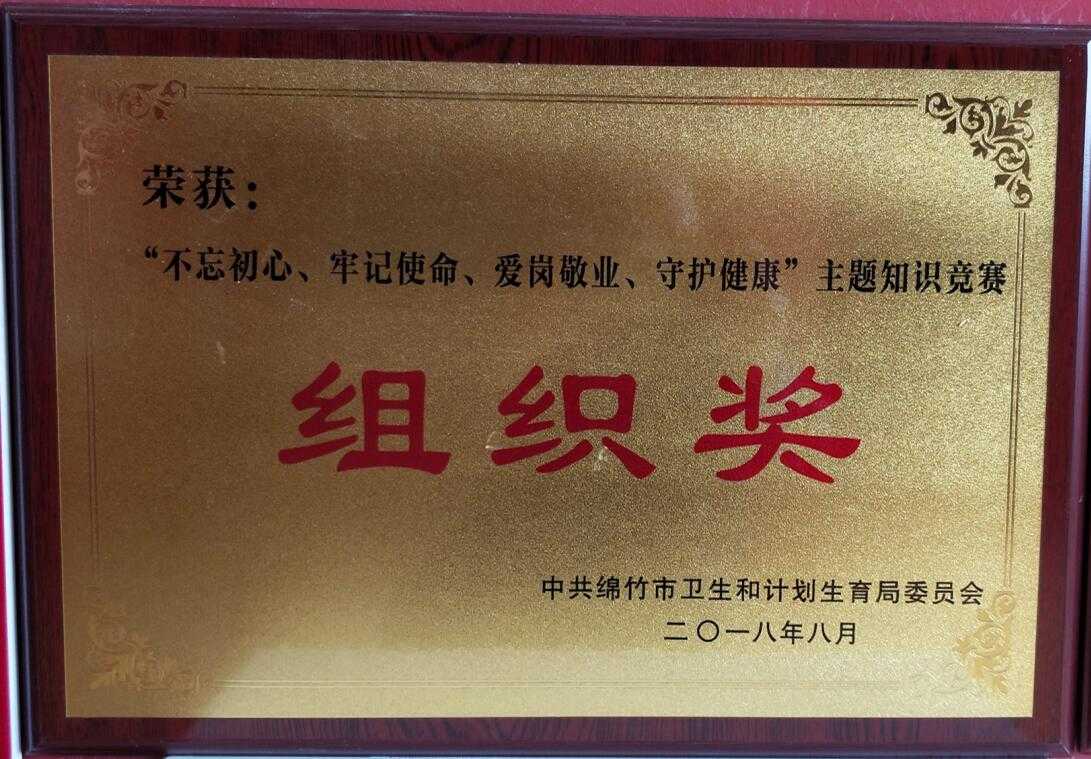 荣获：
“不忘初心、牢记使命、爱岗敬业、守护健康”主题知识竞赛
组织奖
中共绵竹市卫生和计划生育局委员会
二〇一八年八月